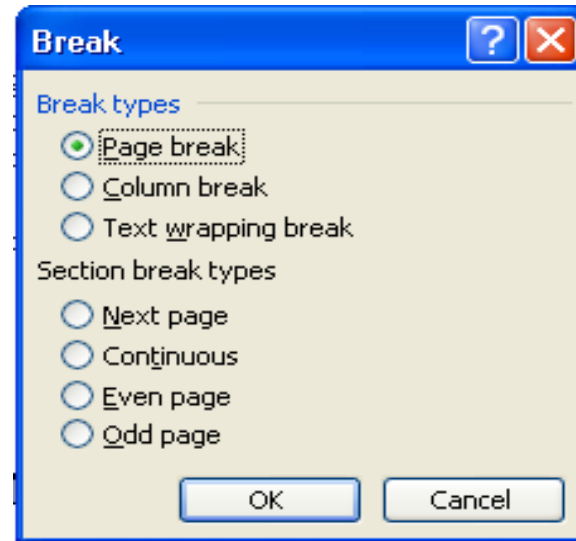 Break
?
Break types
Page break
Column break
Text wrapping break
Section break types
Next page
Continuous
Even page
Odd page
OK Cancel